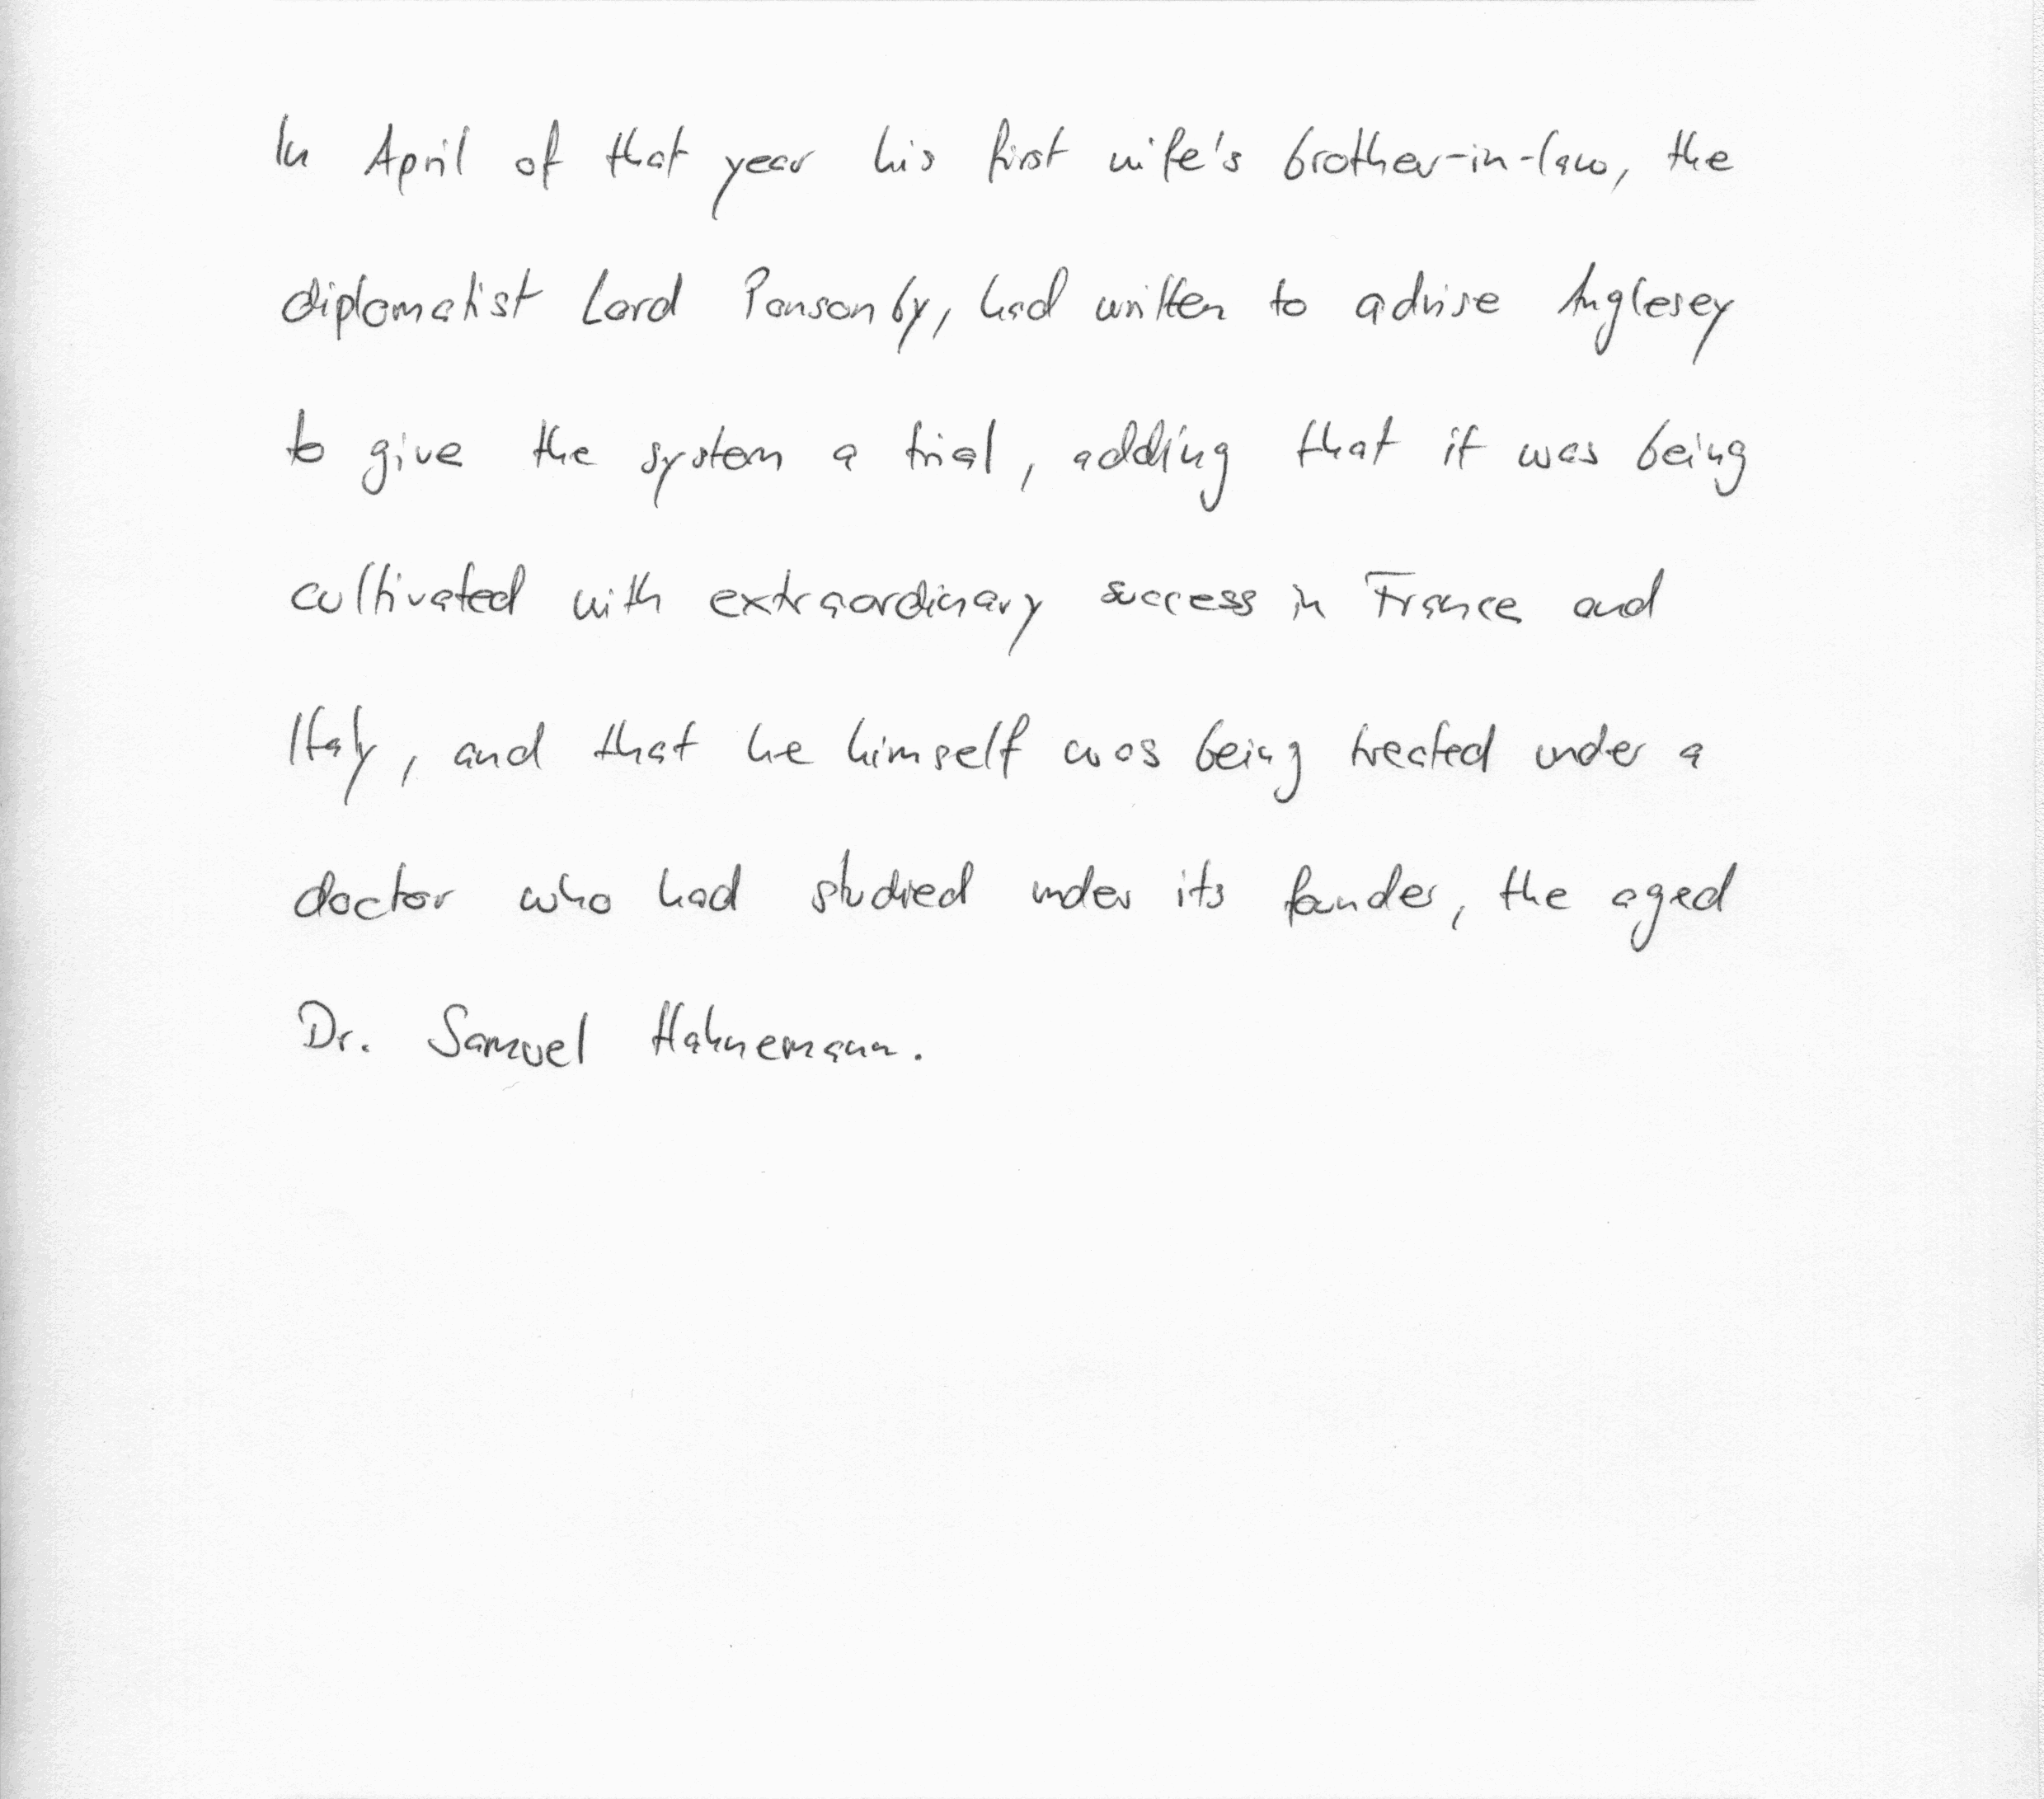 In April of that year his first wife's brother-in-law, the
diplomatist Lord Ponsonby, had written to advise Anglesey
to give the system a trial, adding that it was being
cultivated with extraordinary success in France and
Italy, and that he himself was being treated under a
doctor who had studied under its founder, the aged
Dr. Samuel Hahnemann.